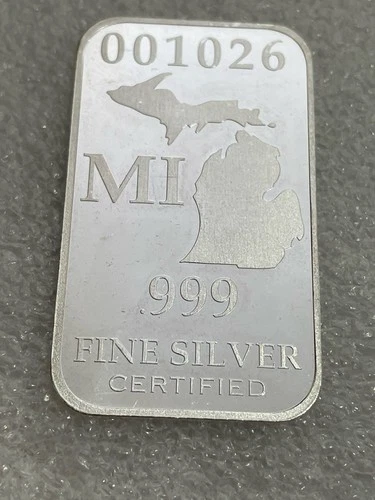 001026
MI
.999
FINE SILVER
CERTIFIED